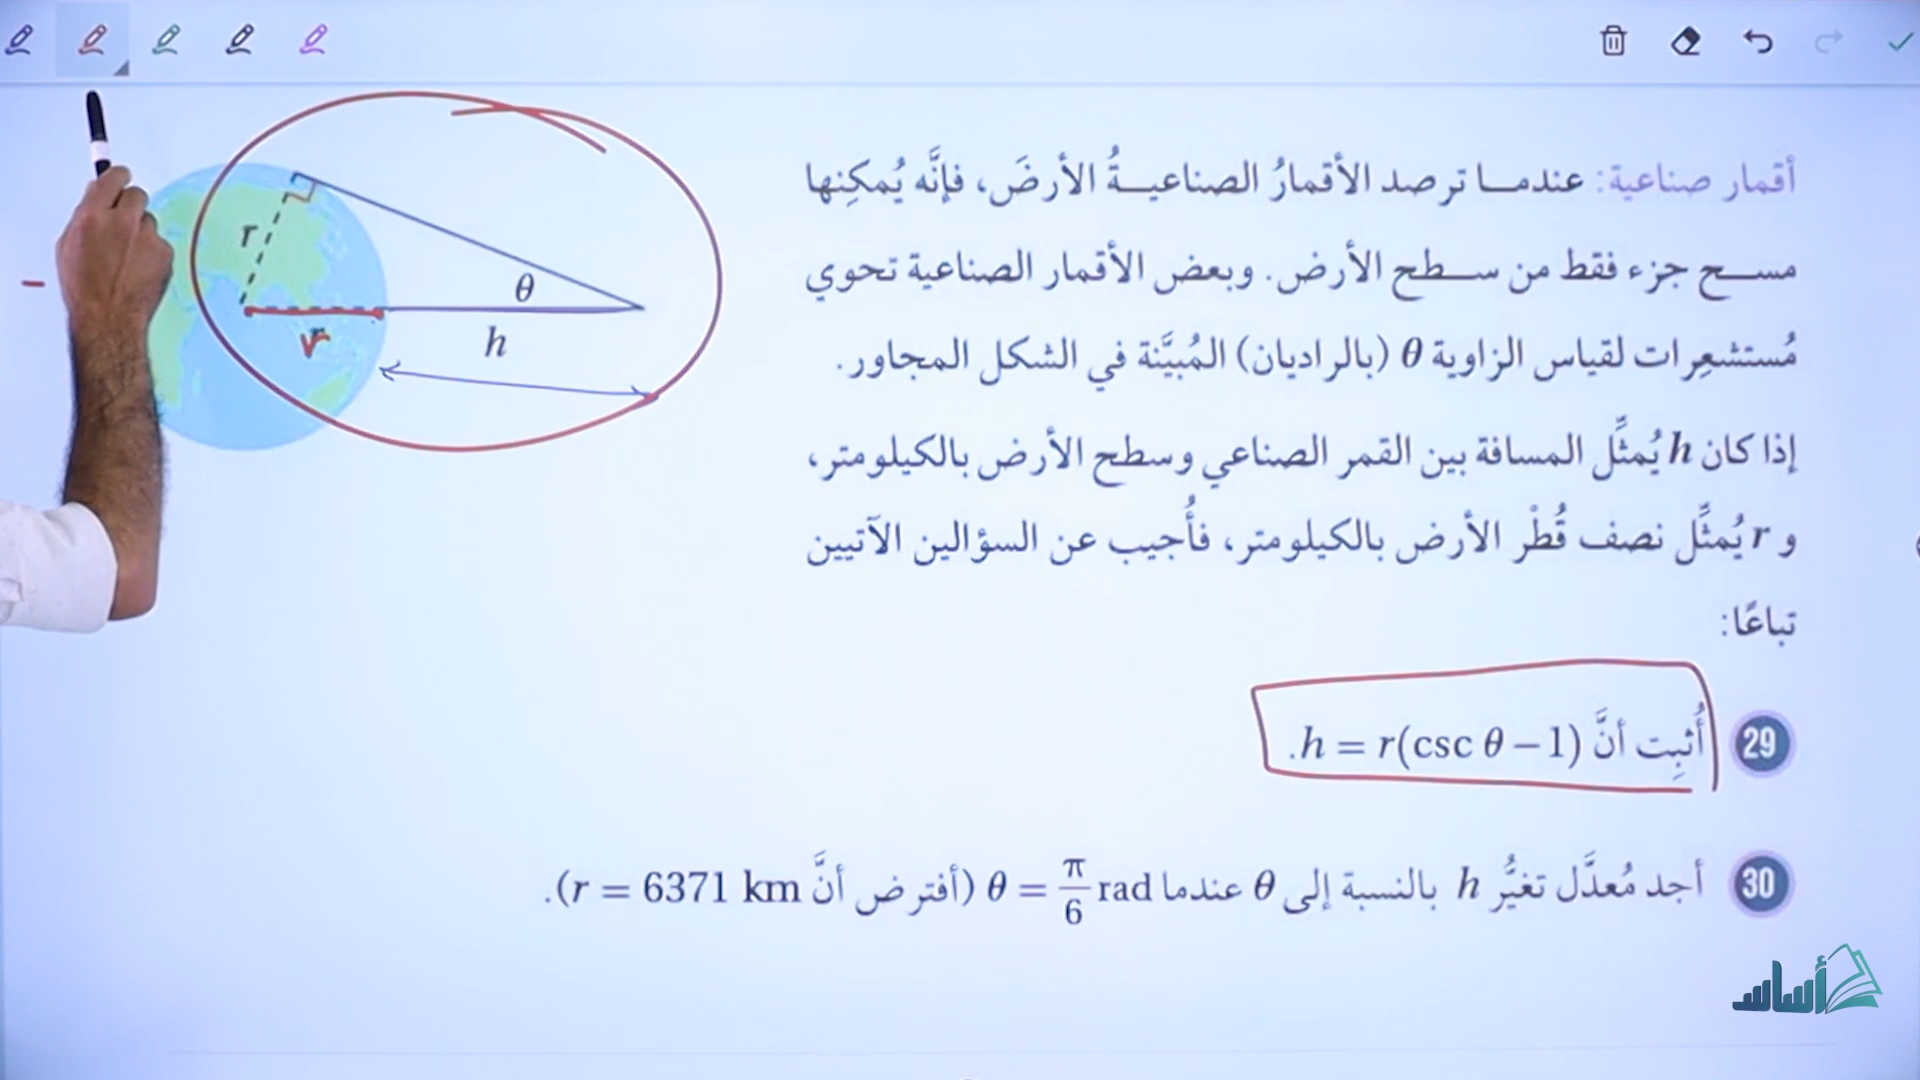 أقمار صناعية: عندما ترصد الأقمارُ الصناعيةُ الأرضَ، فإنَّه يُمكِنها
مسح جزء فقط من سطح الأرض. وبعض الأقمار الصناعية تحوي
مُستشعِرات لقياس الزاوية θ (بالراديان) المُبيَّنة في الشكل المجاور.
إذا كان h يُمثِّل المسافة بين القمر الصناعي وسطح الأرض بالكيلومتر،
و r يُمثِّل نصف قُطْر الأرض بالكيلومتر، فأُجيب عن السؤالين الآتيين
تباعًا:
r
θ
r
h
29 أُثبِت أنَّ h = r(csc θ – 1).
30 أجد مُعدَّل تغيُّر h بالنسبة إلى θ عندما θ = π/6 rad (أفترض أنَّ r = 6371 km).
أساس